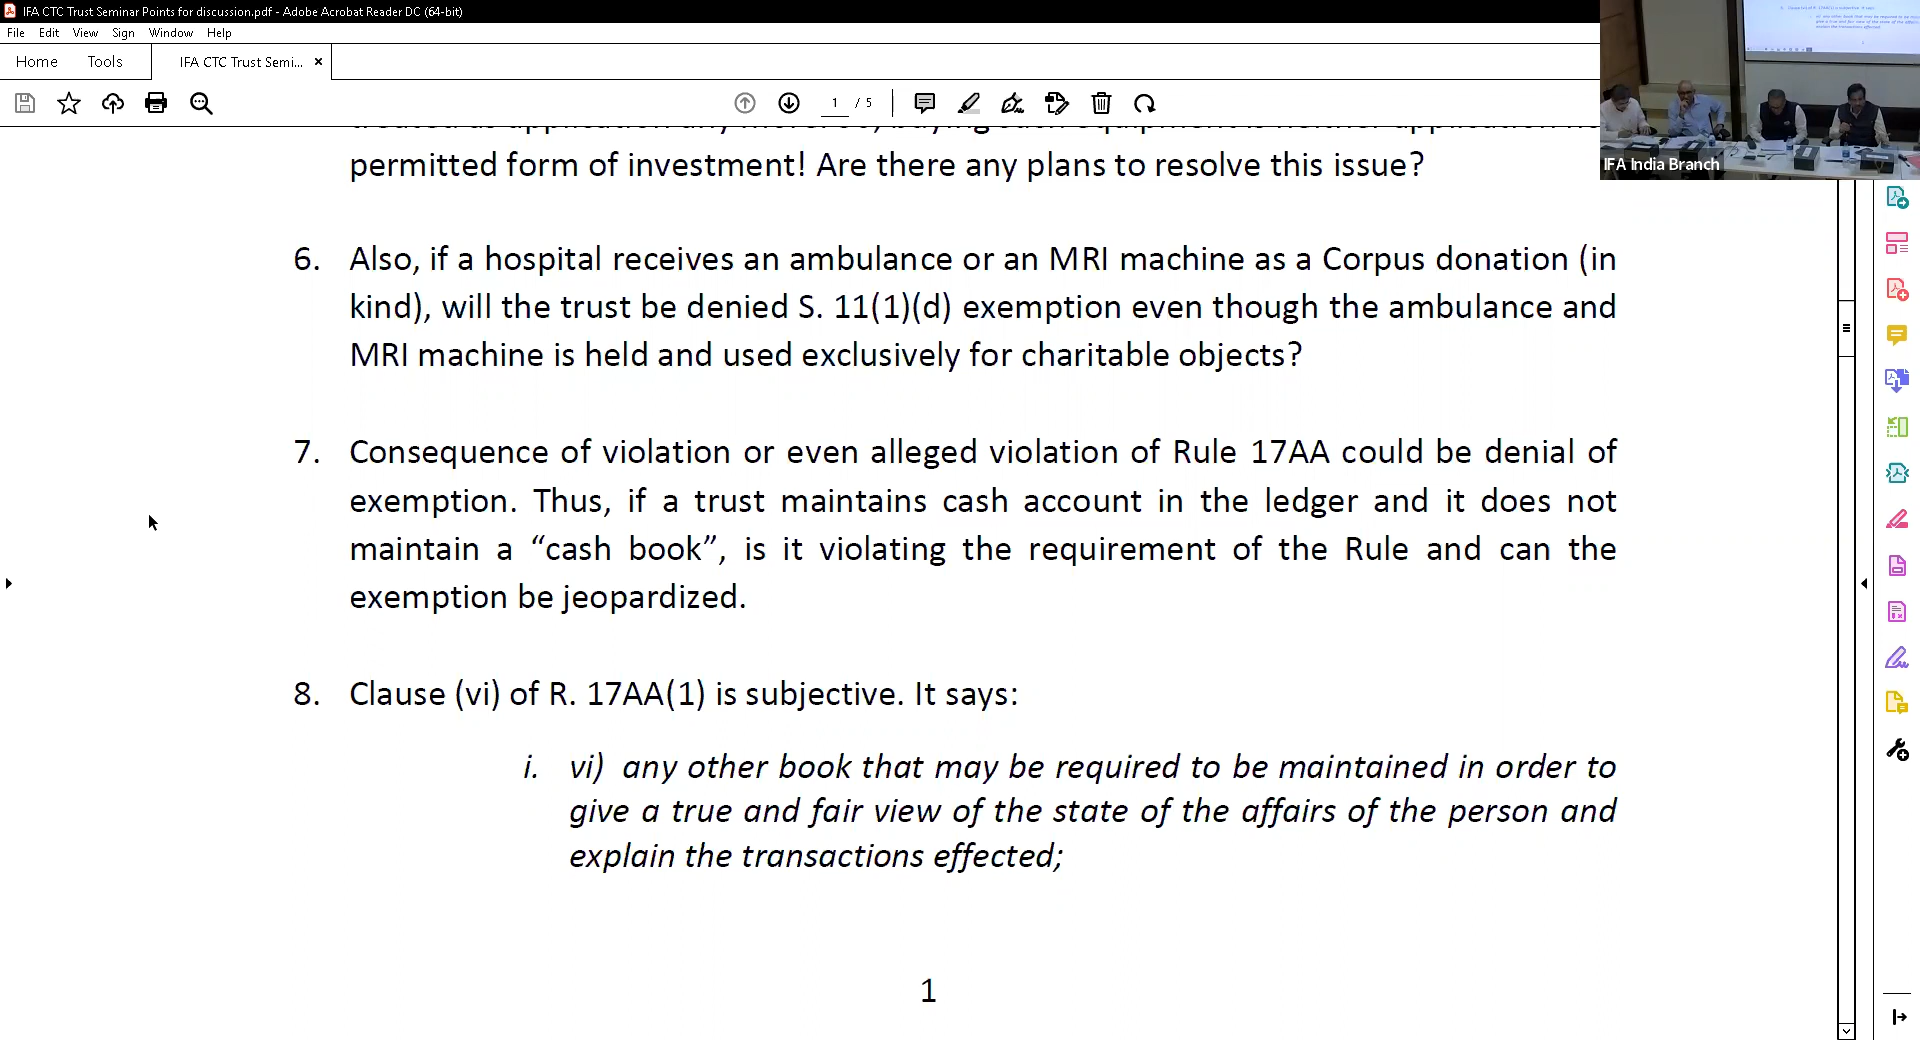 IFA CTC Trust Seminar Points for discussion.pdf - Adobe Acrobat Reader DC (64-bit)
File Edit View Sign Window Help
Home Tools IFA CTC Trust Semi... ×
1 / 5
IFA India Branch
permitted form of investment! Are there any plans to resolve this issue?
6. Also, if a hospital receives an ambulance or an MRI machine as a Corpus donation (in
kind), will the trust be denied S. 11(1)(d) exemption even though the ambulance and
MRI machine is held and used exclusively for charitable objects?
7. Consequence of violation or even alleged violation of Rule 17AA could be denial of
exemption. Thus, if a trust maintains cash account in the ledger and it does not
maintain a “cash book”, is it violating the requirement of the Rule and can the
exemption be jeopardized.
8. Clause (vi) of R. 17AA(1) is subjective. It says:
i. vi) any other book that may be required to be maintained in order to
give a true and fair view of the state of the affairs of the person and
explain the transactions effected;
1